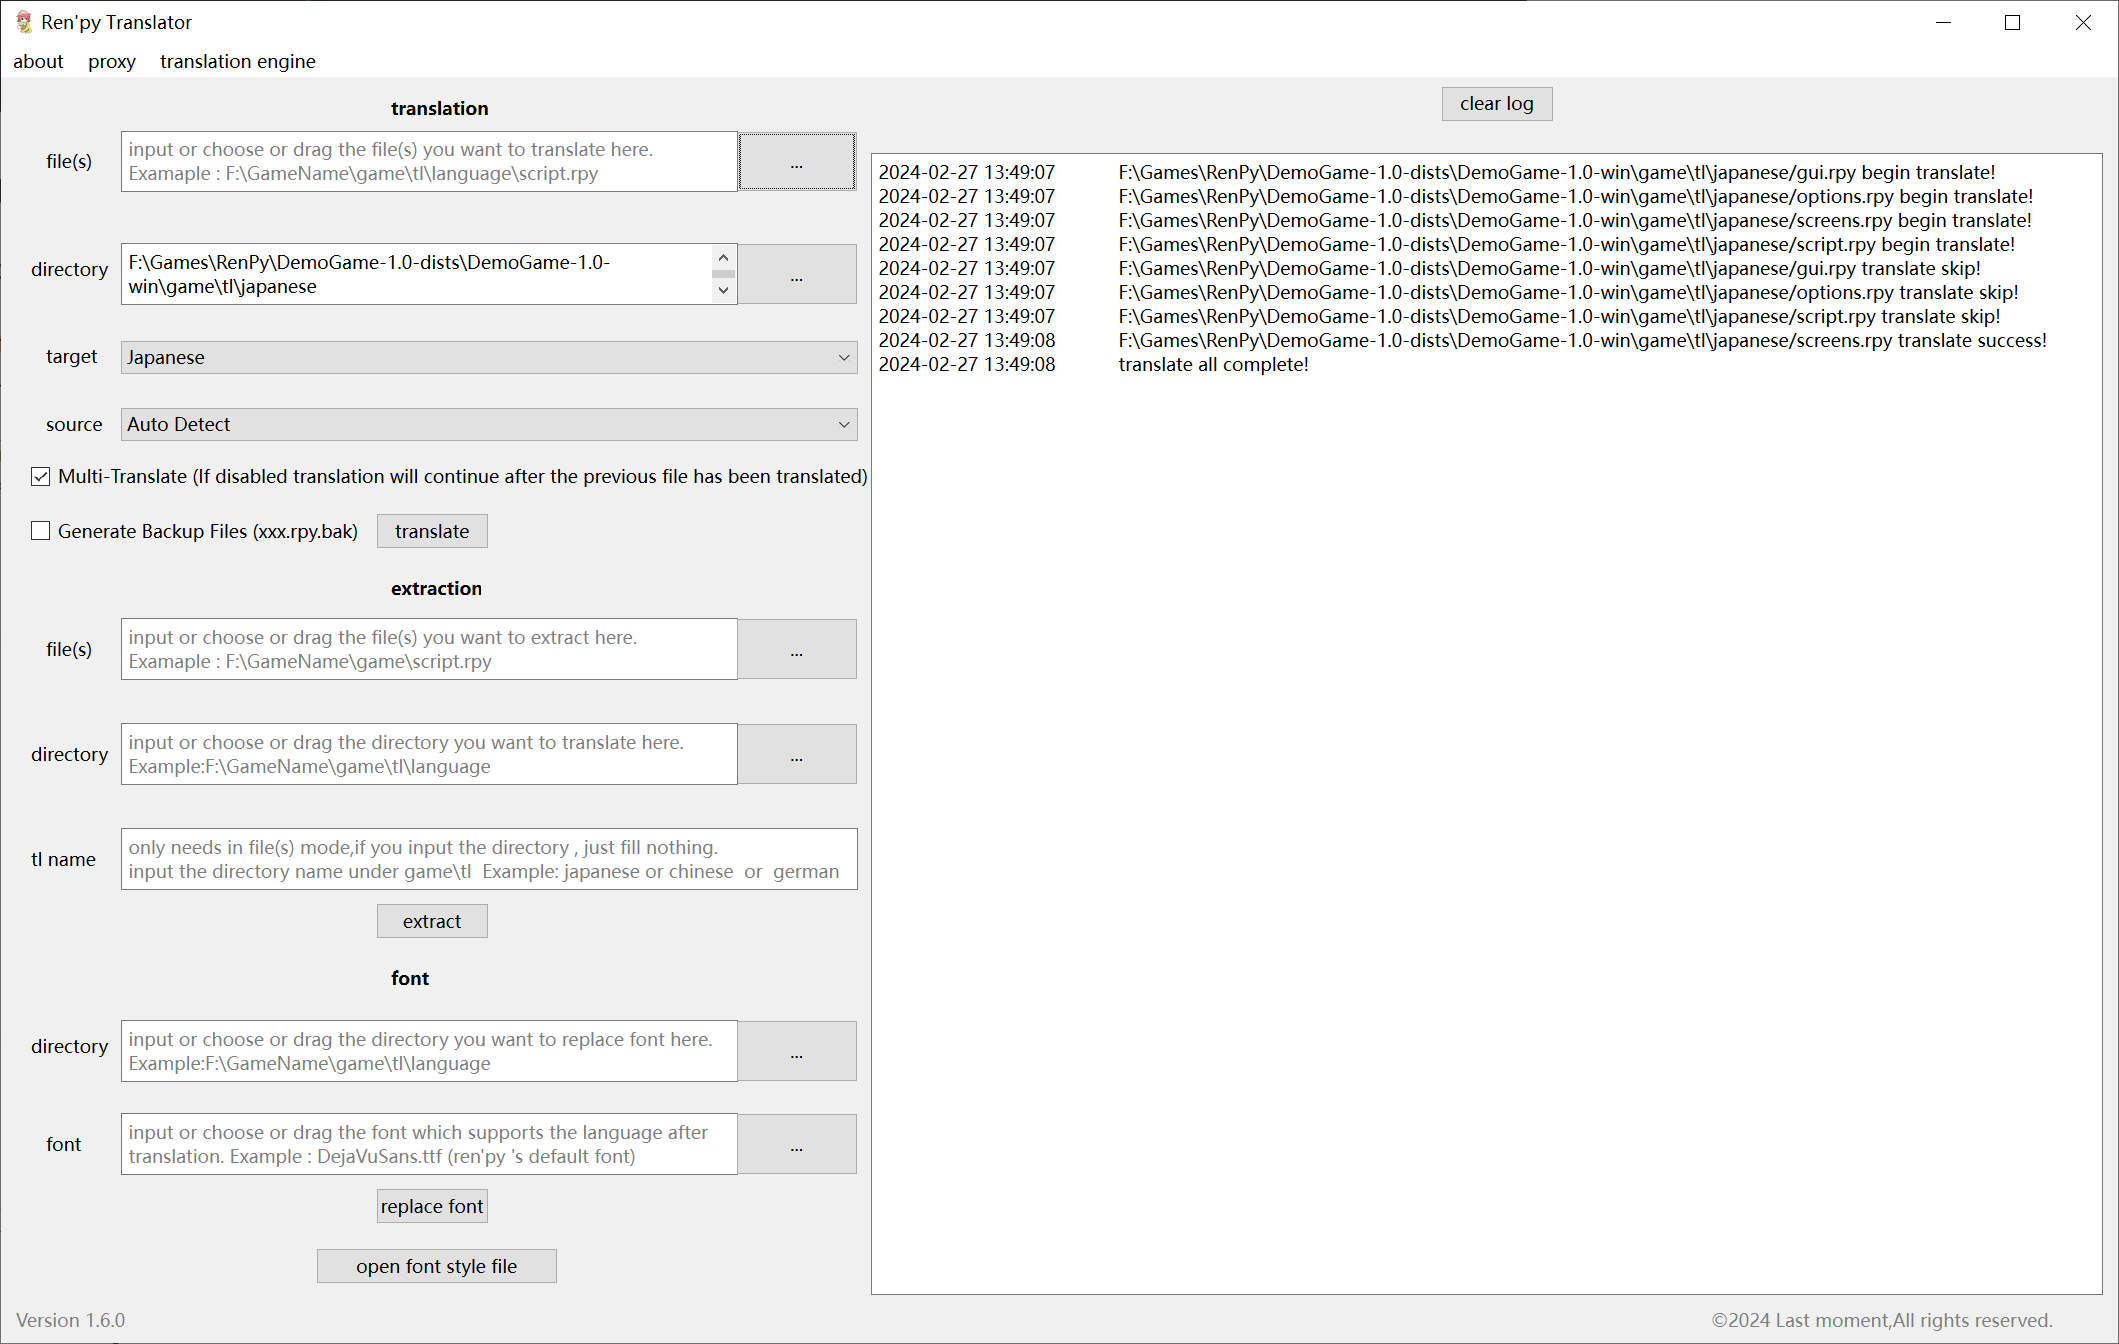 Ren'py Translator
about proxy translation engine
translation
file(s)
input or choose or drag the file(s) you want to translate here.
Examaple : F:\GameName\game\tl\language\script.rpy
...
directory
F:\Games\RenPy\DemoGame-1.0-dists\DemoGame-1.0-
win\game\tl\japanese
...
target
Japanese
source
Auto Detect
Multi-Translate (If disabled translation will continue after the previous file has been translated)
Generate Backup Files (xxx.rpy.bak)
translate
extraction
file(s)
input or choose or drag the file(s) you want to extract here.
Examaple : F:\GameName\game\script.rpy
...
directory
input or choose or drag the directory you want to translate here.
Example:F:\GameName\game\tl\language
...
tl name
only needs in file(s) mode,if you input the directory , just fill nothing.
input the directory name under game\tl  Example: japanese or chinese  or  german
extract
font
directory
input or choose or drag the directory you want to replace font here.
Example:F:\GameName\game\tl\language
...
font
input or choose or drag the font which supports the language after
translation. Example : DejaVuSans.ttf (ren'py 's default font)
...
replace font
open font style file
Version 1.6.0
clear log
2024-02-27 13:49:07 F:\Games\RenPy\DemoGame-1.0-dists\DemoGame-1.0-win\game\tl\japanese/gui.rpy begin translate!
2024-02-27 13:49:07 F:\Games\RenPy\DemoGame-1.0-dists\DemoGame-1.0-win\game\tl\japanese/options.rpy begin translate!
2024-02-27 13:49:07 F:\Games\RenPy\DemoGame-1.0-dists\DemoGame-1.0-win\game\tl\japanese/screens.rpy begin translate!
2024-02-27 13:49:07 F:\Games\RenPy\DemoGame-1.0-dists\DemoGame-1.0-win\game\tl\japanese/script.rpy begin translate!
2024-02-27 13:49:07 F:\Games\RenPy\DemoGame-1.0-dists\DemoGame-1.0-win\game\tl\japanese/gui.rpy translate skip!
2024-02-27 13:49:07 F:\Games\RenPy\DemoGame-1.0-dists\DemoGame-1.0-win\game\tl\japanese/options.rpy translate skip!
2024-02-27 13:49:07 F:\Games\RenPy\DemoGame-1.0-dists\DemoGame-1.0-win\game\tl\japanese/script.rpy translate skip!
2024-02-27 13:49:08 F:\Games\RenPy\DemoGame-1.0-dists\DemoGame-1.0-win\game\tl\japanese/screens.rpy translate success!
2024-02-27 13:49:08 translate all complete!
©2024 Last moment,All rights reserved.